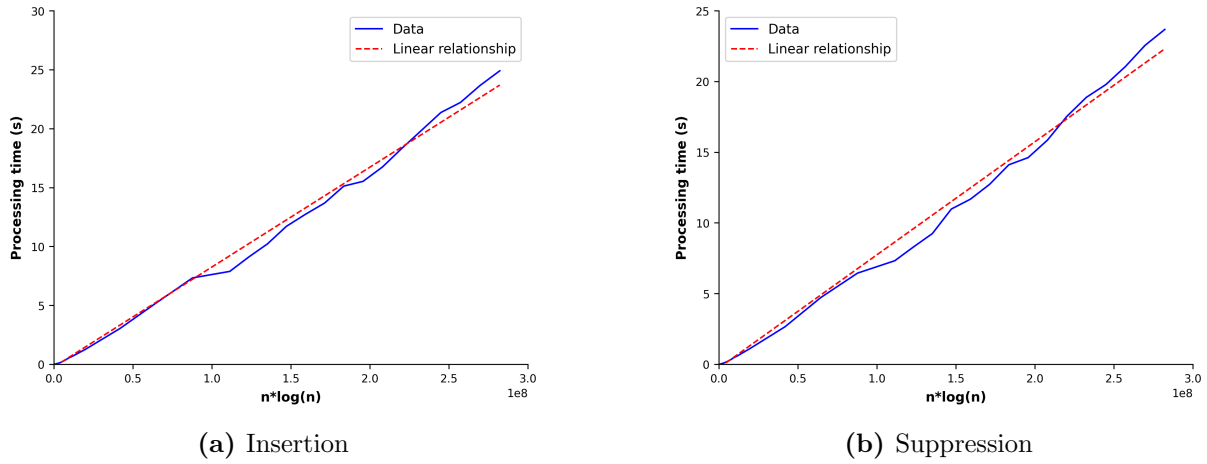 30
25
20
15
10
5
0
Processing time (s)
Data
Linear relationship
0.0 0.5 1.0 1.5 2.0 2.5 3.0
1e8
n*log(n)
(a) Insertion
25
20
15
10
5
0
Processing time (s)
Data
Linear relationship
0.0 0.5 1.0 1.5 2.0 2.5 3.0
1e8
n*log(n)
(b) Suppression